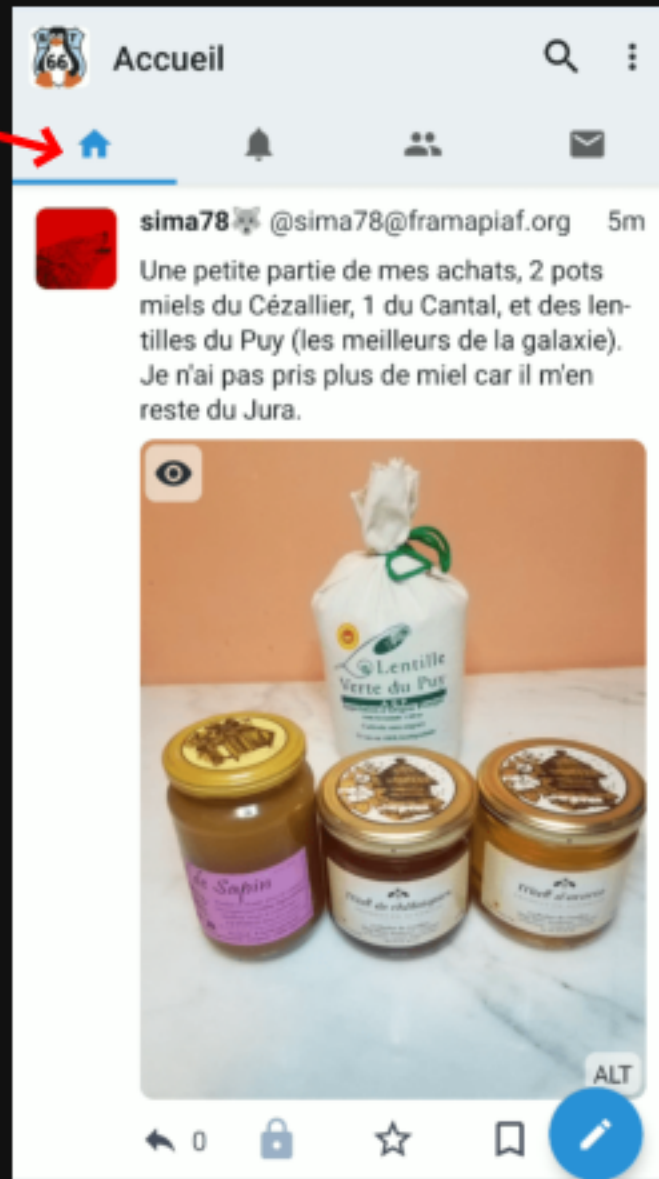 66
Accueil
sima78 @sima78@framapiaf.org 5m
Une petite partie de mes achats, 2 pots
miels du Cézallier, 1 du Cantal, et des len-
tilles du Puy (les meilleurs de la galaxie).
Je n'ai pas pris plus de miel car il m'en
reste du Jura.
Lentille
Verte du Puy
de Sapin
Miel de châtaignier
Miel d'acacia
ALT
0